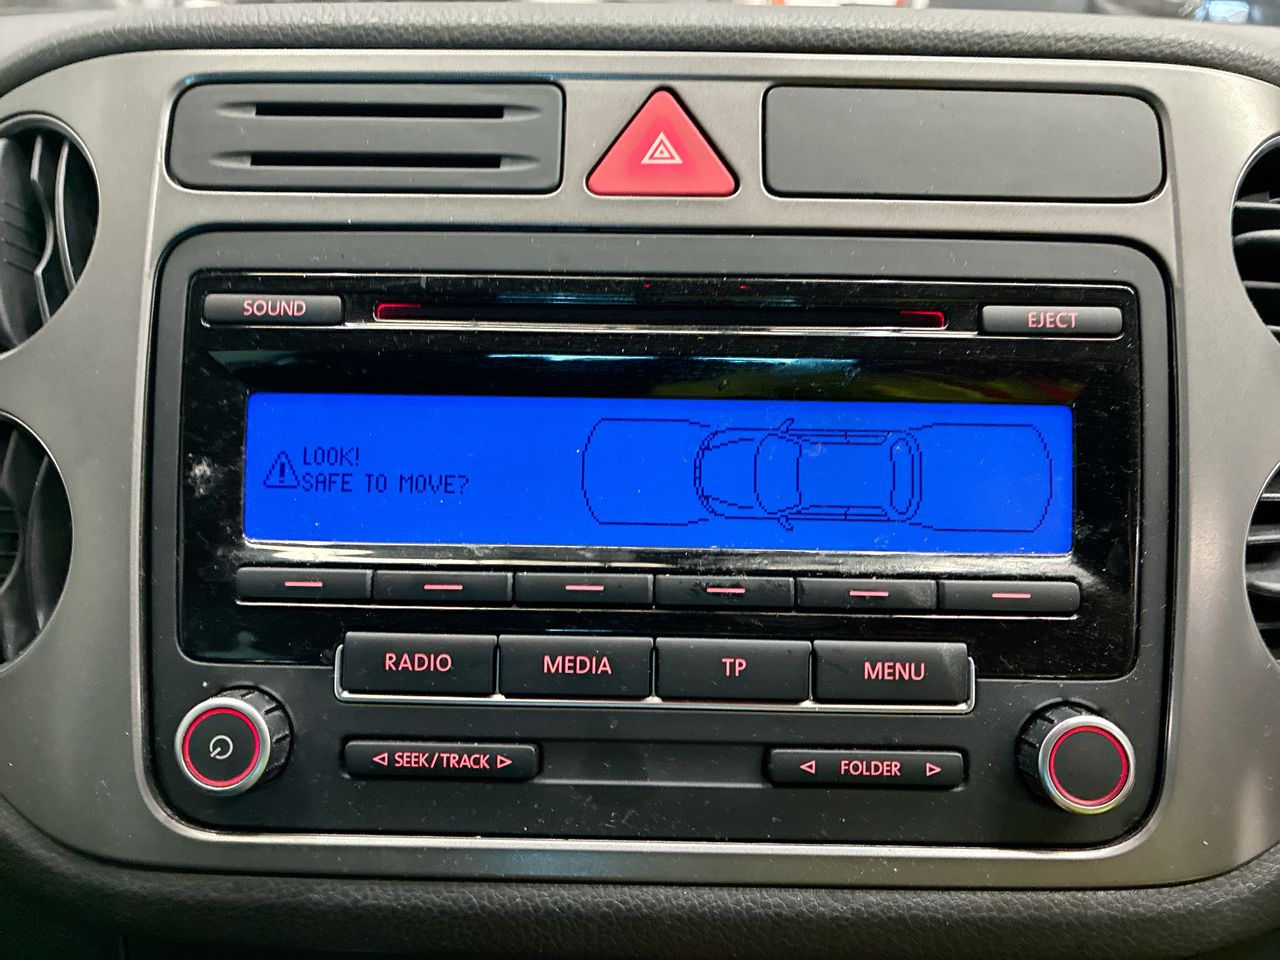 SOUND
EJECT
LOOK!
SAFE TO MOVE?
RADIO
MEDIA
TP
MENU
SEEK/TRACK
FOLDER